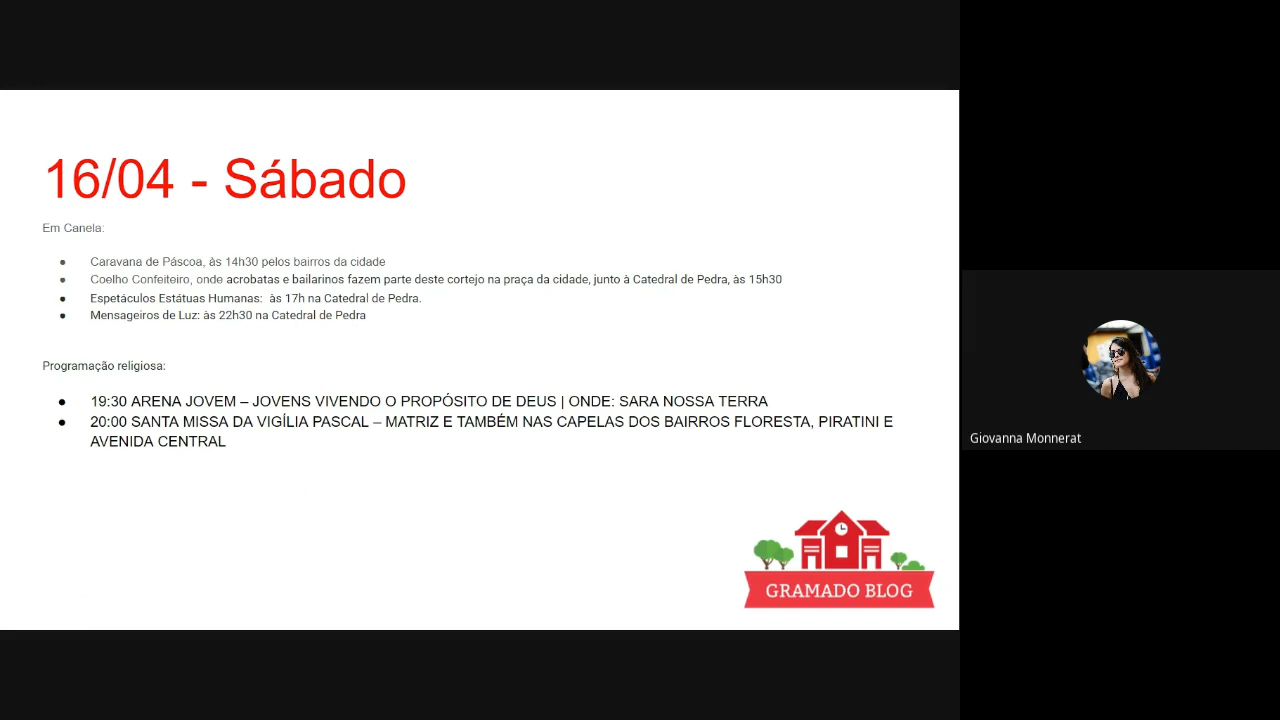 16/04 - Sábado
Em Canela:
● Caravana de Páscoa, às 14h30 pelos bairros da cidade
● Coelho Confeiteiro, onde acrobatas e bailarinos fazem parte deste cortejo na praça da cidade, junto à Catedral de Pedra, às 15h30
● Espetáculos Estátuas Humanas: às 17h na Catedral de Pedra.
● Mensageiros de Luz: às 22h30 na Catedral de Pedra
Programação religiosa:
● 19:30 ARENA JOVEM – JOVENS VIVENDO O PROPÓSITO DE DEUS | ONDE: SARA NOSSA TERRA
● 20:00 SANTA MISSA DA VIGÍLIA PASCAL – MATRIZ E TAMBÉM NAS CAPELAS DOS BAIRROS FLORESTA, PIRATINI E
AVENIDA CENTRAL
GRAMADO BLOG
Giovanna Monnerat